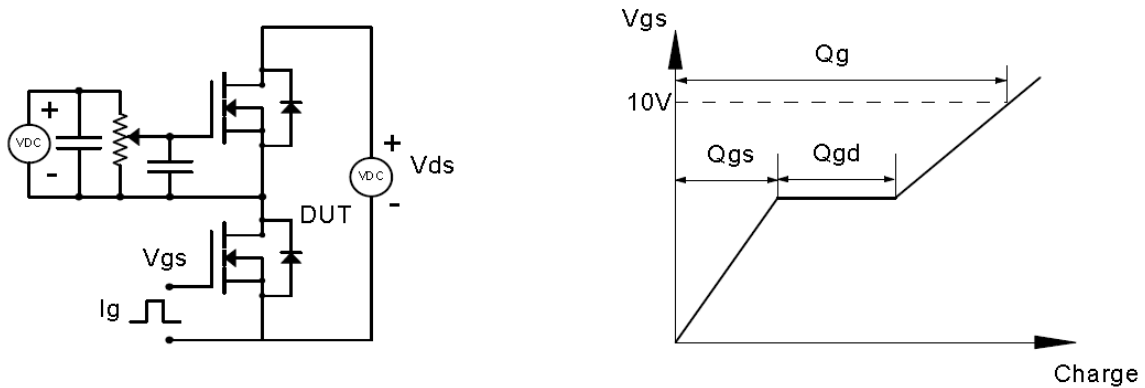 +
VDC
-
+
VDC
-
Vds
DUT
Vgs
Ig
Vgs
Qg
10V
Qgs
Qgd
Charge